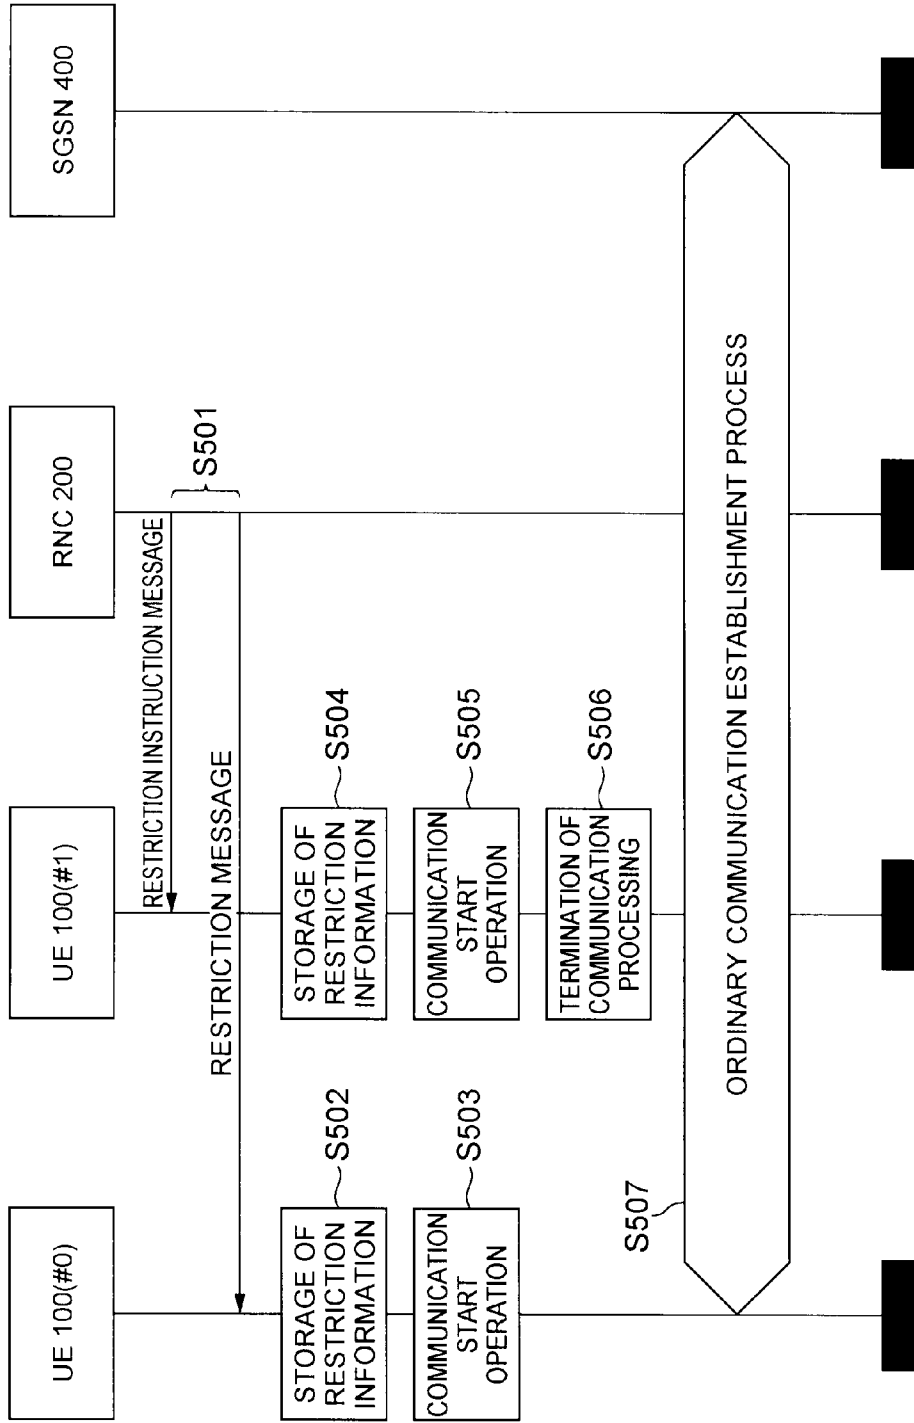 UE 100(#0)
UE 100(#1)
RNC 200
SGSN 400
RESTRICTION INSTRUCTION MESSAGE
S501
RESTRICTION MESSAGE
STORAGE OF
RESTRICTION
INFORMATION
S502
STORAGE OF
RESTRICTION
INFORMATION
S504
COMMUNICATION
START
OPERATION
S503
COMMUNICATION
START
OPERATION
S505
TERMINATION OF
COMMUNICATION
PROCESSING
S506
S507
ORDINARY COMMUNICATION ESTABLISHMENT PROCESS